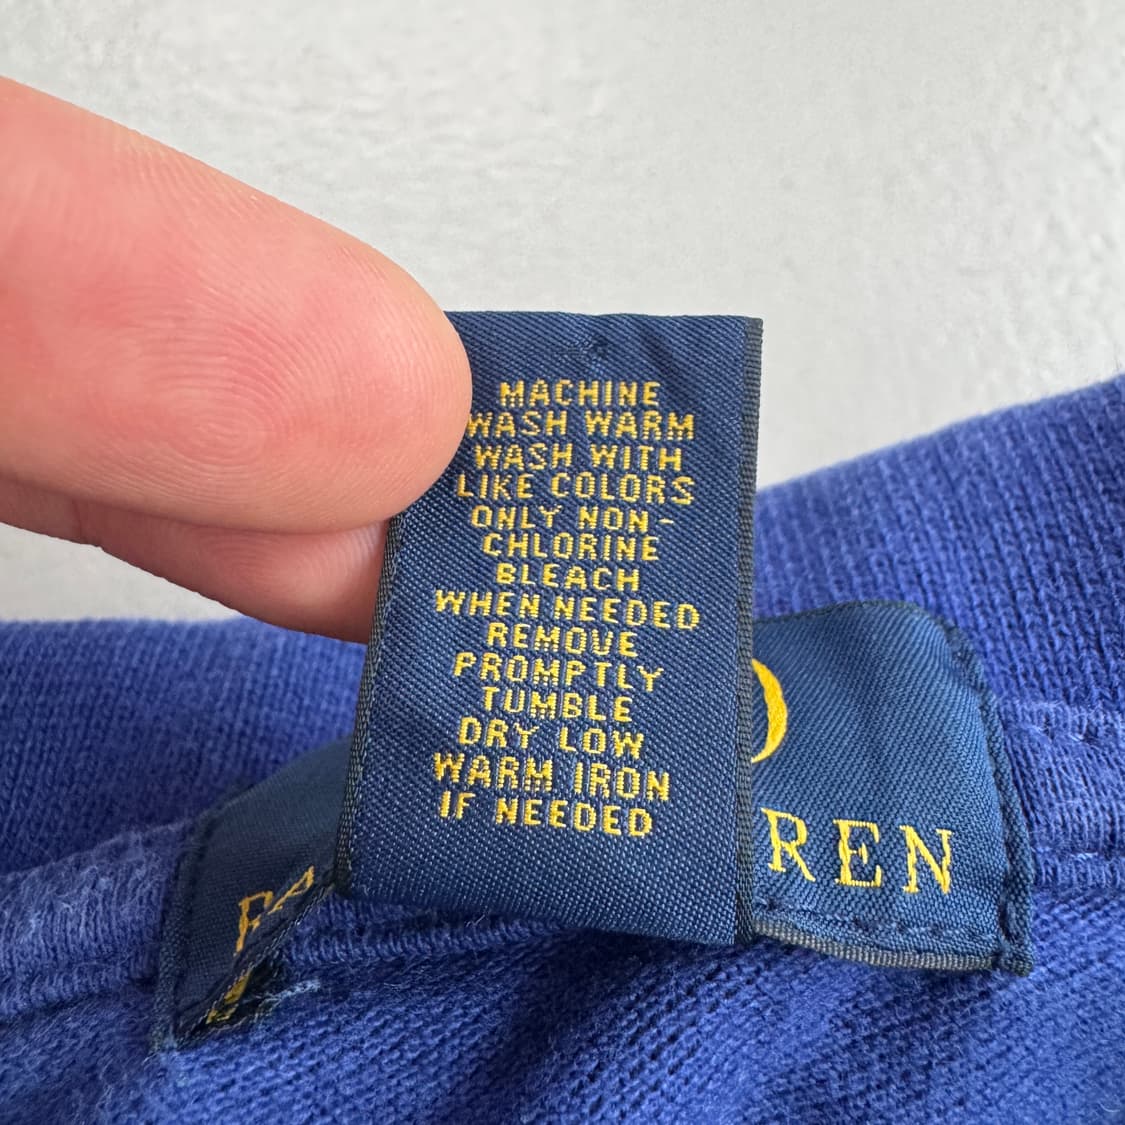 MACHINE
WASH WARM
WASH WITH
LIKE COLORS
ONLY NON-
CHLORINE
BLEACH
WHEN NEEDED
REMOVE
PROMPTLY
TUMBLE
DRY LOW
WARM IRON
IF NEEDED
O
RA REN